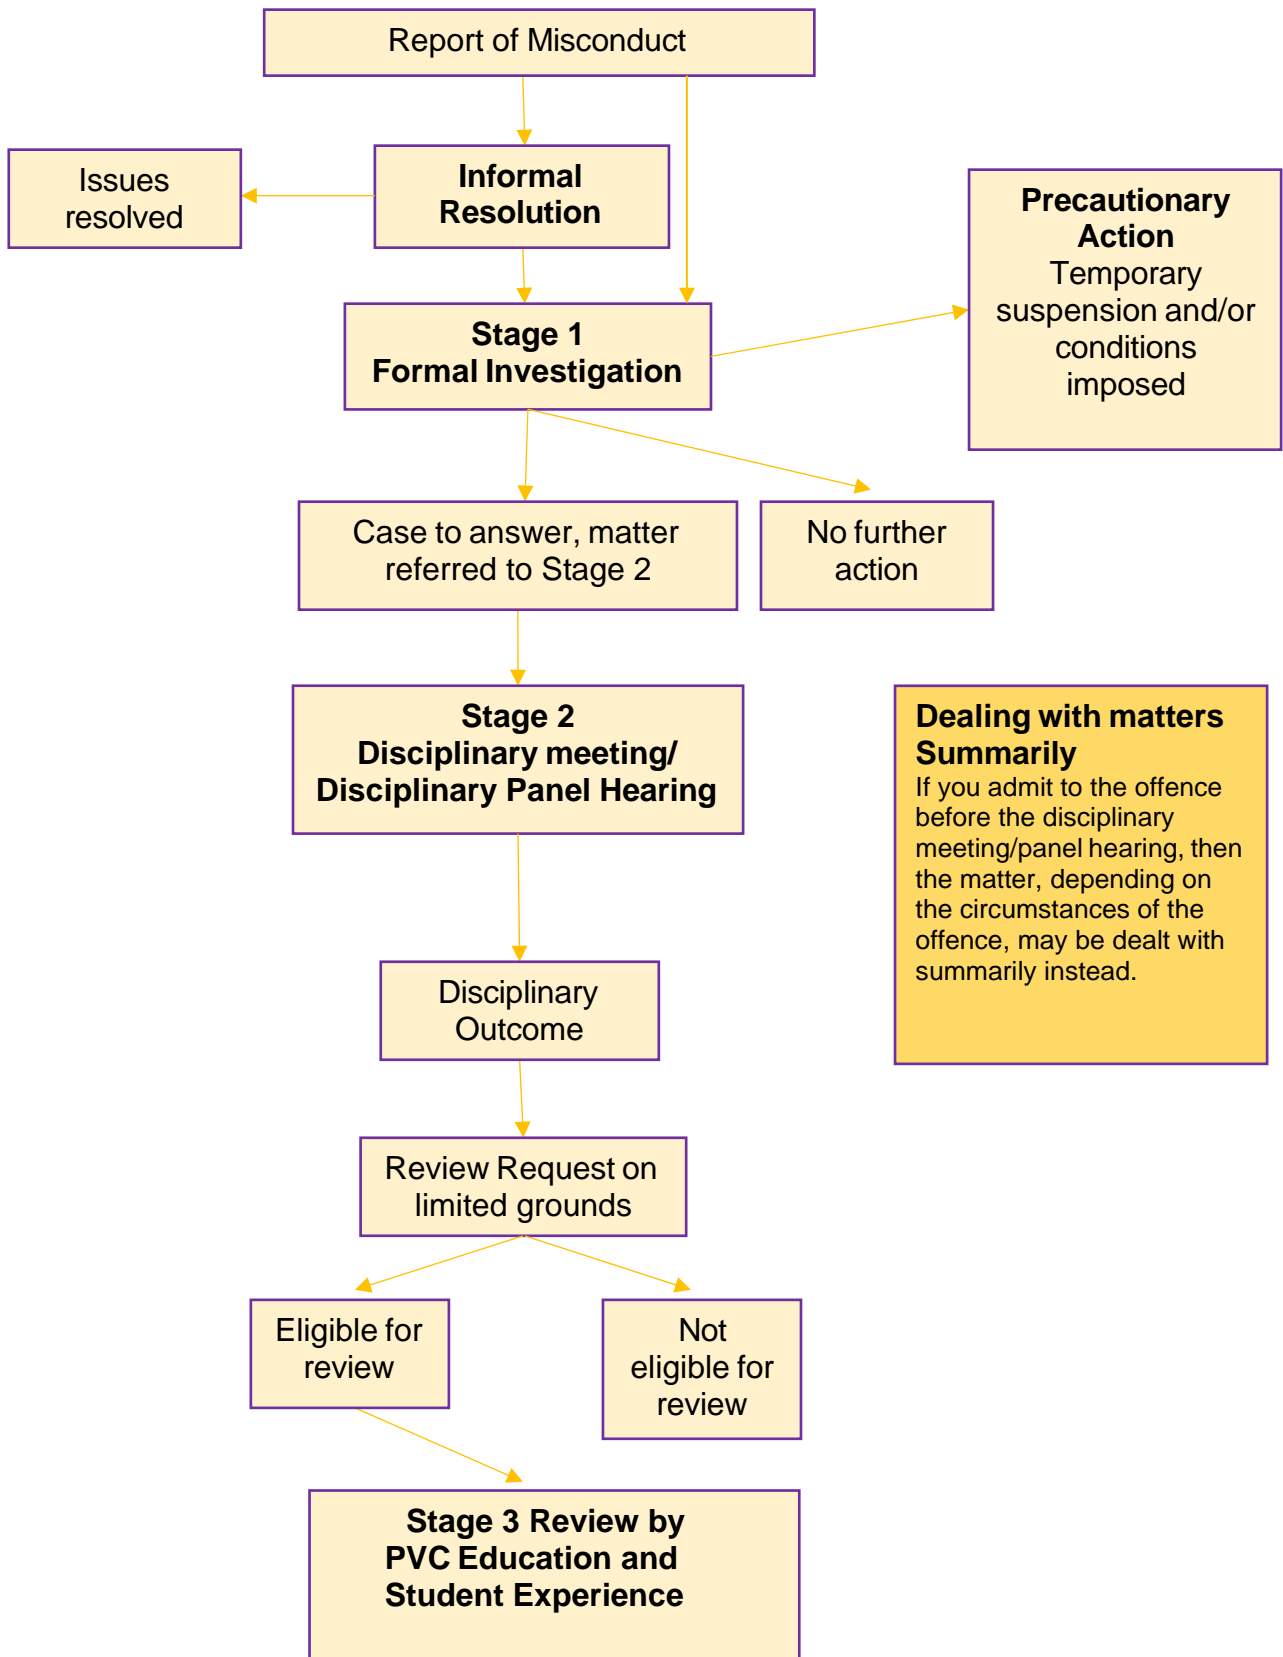 Report of Misconduct
Issues
resolved
Informal
Resolution
Precautionary
Action
Temporary
suspension and/or
conditions
imposed
Stage 1
Formal Investigation
Case to answer, matter
referred to Stage 2
No further
action
Stage 2
Disciplinary meeting/
Disciplinary Panel Hearing
Dealing with matters
Summarily
If you admit to the offence
before the disciplinary
meeting/panel hearing, then
the matter, depending on
the circumstances of the
offence, may be dealt with
summarily instead.
Disciplinary
Outcome
Review Request on
limited grounds
Eligible for
review
Not
eligible for
review
Stage 3 Review by
PVC Education and
Student Experience